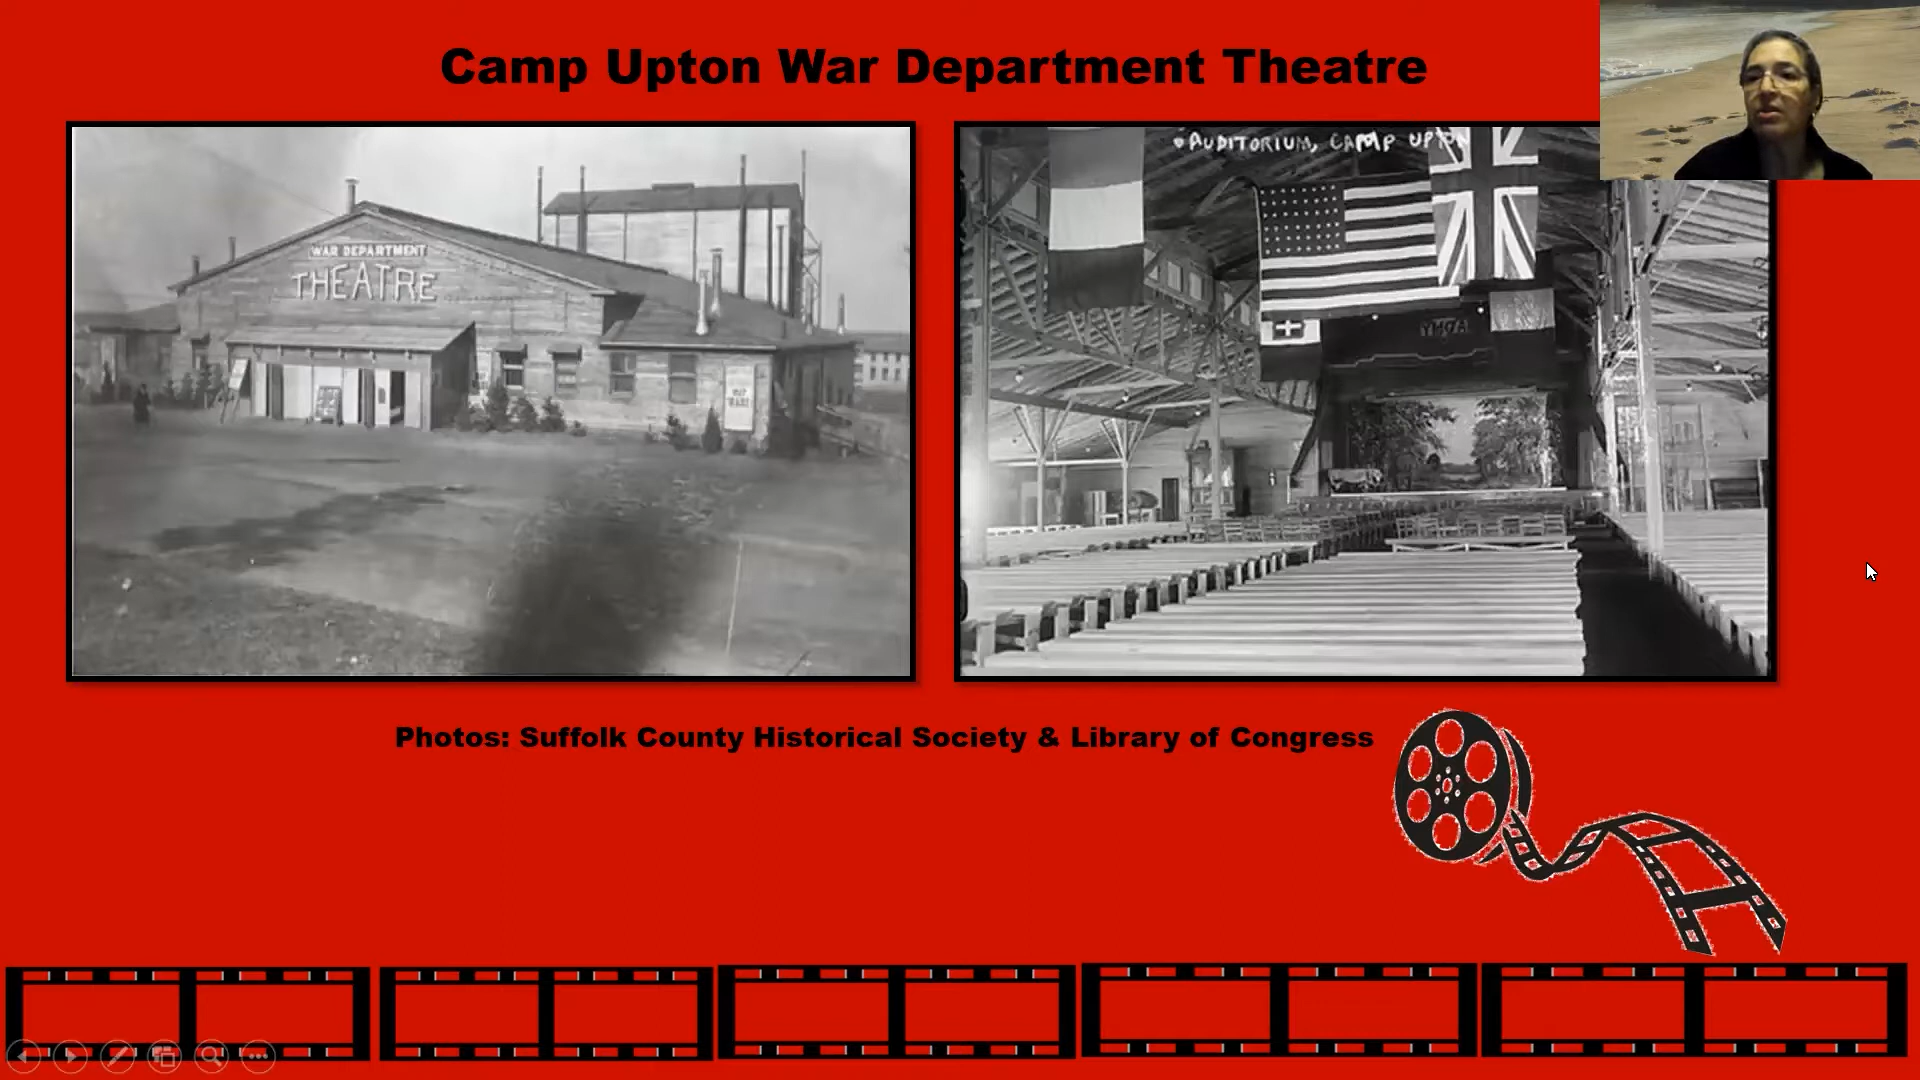 Camp Upton War Department Theatre
WAR DEPARTMENT
THEATRE
AUDITORIUM, CAMP UPTON
YMCA
Photos: Suffolk County Historical Society & Library of Congress